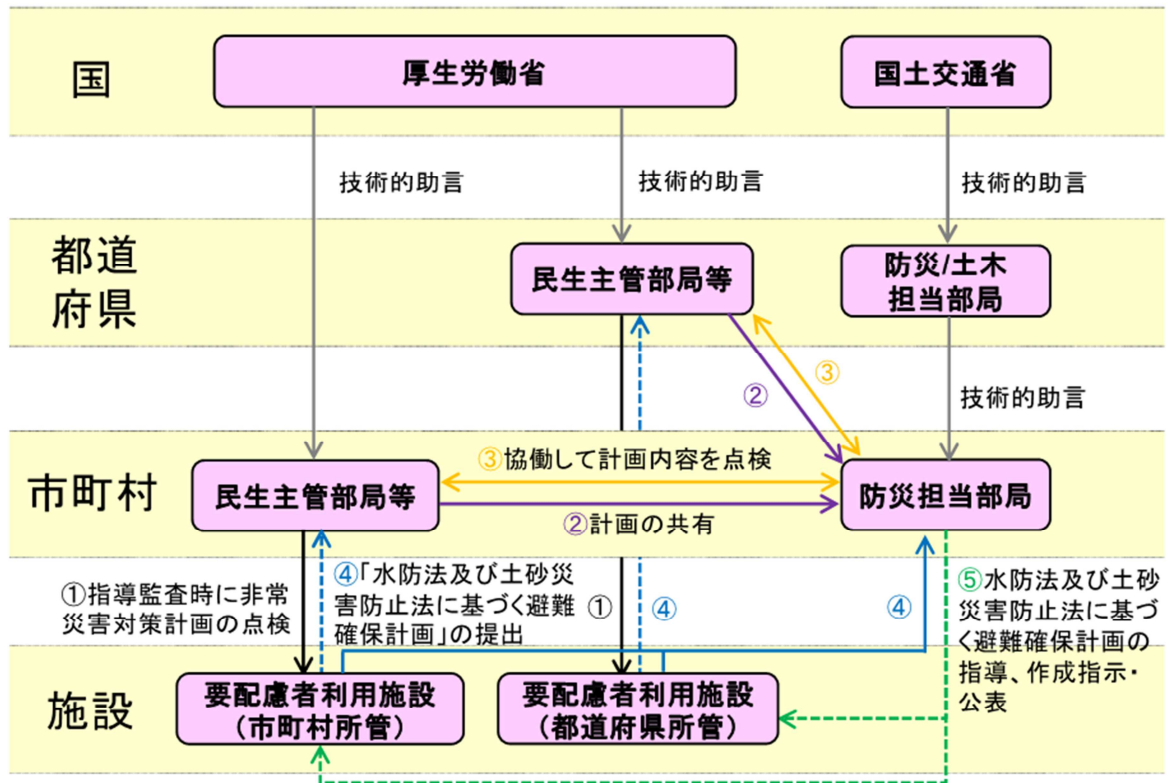 国
厚生労働省
国土交通省
技術的助言
技術的助言
技術的助言
都道
府県
民生主管部局等
防災/土木
担当部局
②
③
技術的助言
市町村
民生主管部局等
③協働して計画内容を点検
②計画の共有
防災担当部局
①指導監査時に非常
災害対策計画の点検
④「水防法及び土砂災
害防止法に基づく避難
確保計画」の提出
①
④
④
⑤水防法及び土砂
災害防止法に基づ
く避難確保計画の
指導、作成指示・
公表
施設
要配慮者利用施設
(市町村所管)
要配慮者利用施設
(都道府県所管)